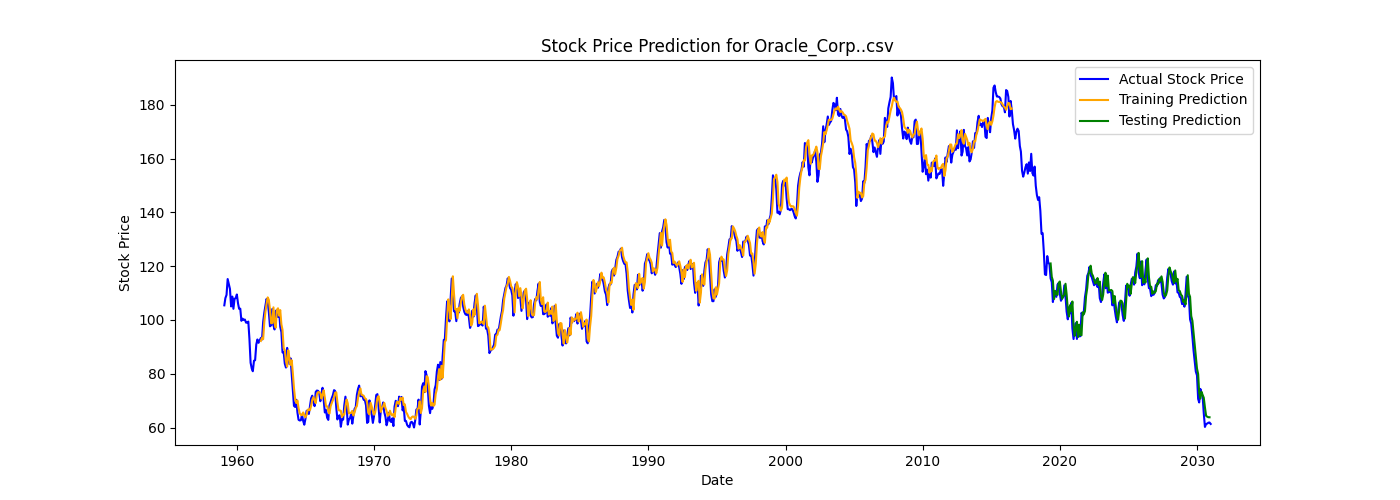 Stock Price Prediction for Oracle_Corp..csv
Actual Stock Price
Training Prediction
Testing Prediction
Stock Price
180
160
140
120
100
80
60
1960 1970 1980 1990 2000 2010 2020 2030
Date